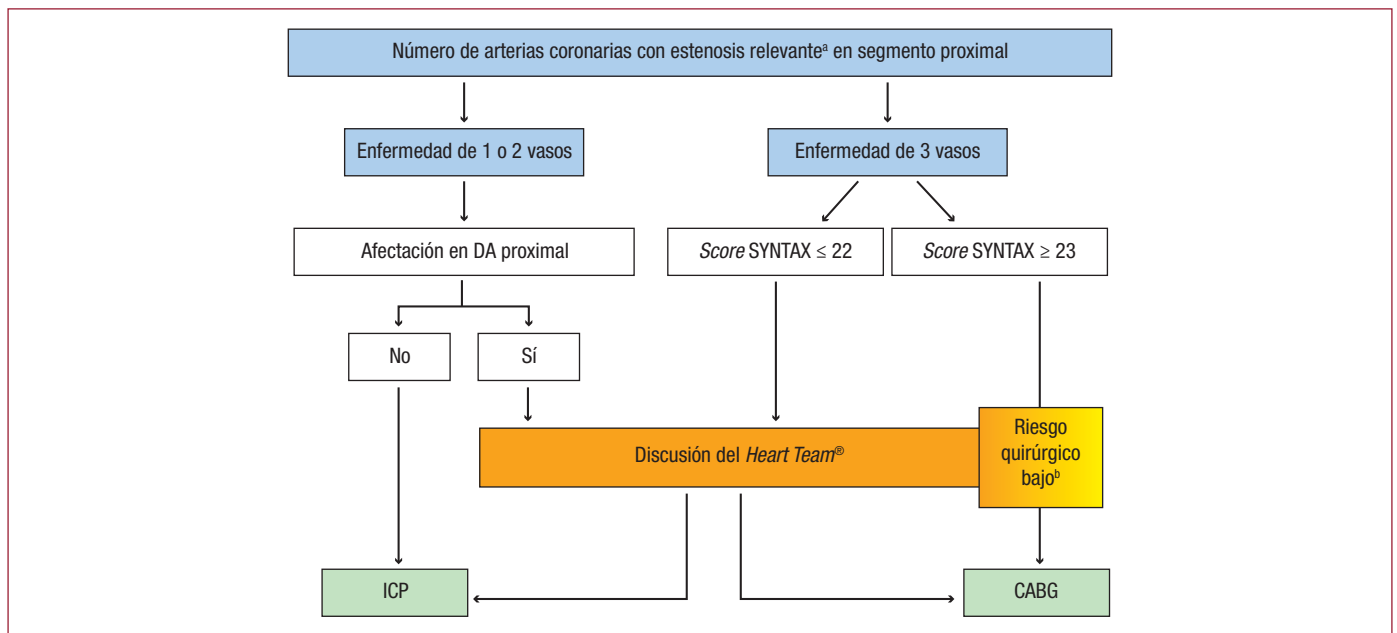 Número de arterias coronarias con estenosis relevanteᵃ en segmento proximal
Enfermedad de 1 o 2 vasos
Enfermedad de 3 vasos
Afectación en DA proximal
Score SYNTAX ≤ 22
Score SYNTAX ≥ 23
No
Sí
Discusión del Heart Team®
Riesgo
quirúrgico
bajoᵇ
ICP
CABG